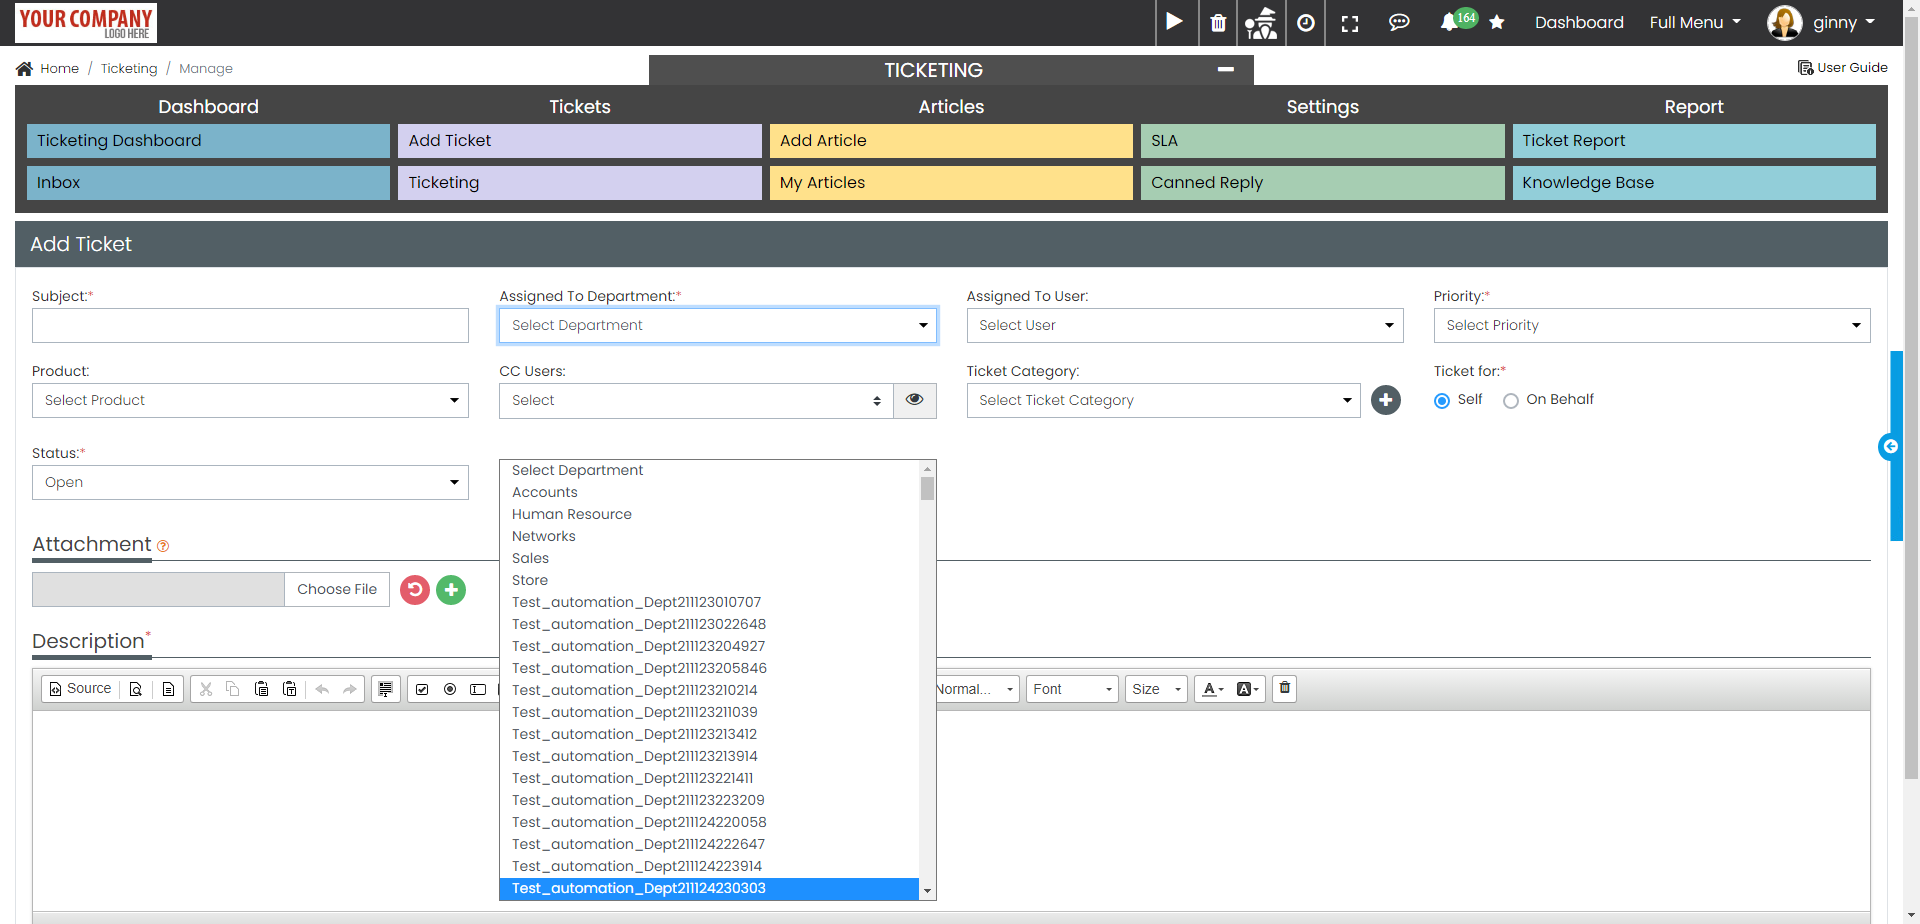 YOUR COMPANY
LOGO HERE
164
Dashboard
Full Menu
ginny
Home / Ticketing / Manage
TICKETING
User Guide
Dashboard
Tickets
Articles
Settings
Report
Ticketing Dashboard
Add Ticket
Add Article
SLA
Ticket Report
Inbox
Ticketing
My Articles
Canned Reply
Knowledge Base
Add Ticket
Subject:*
Assigned To Department:*
Assigned To User:
Priority:*
Select Department
Select User
Select Priority
Product:
CC Users:
Ticket Category:
Ticket for:*
Select Product
Select
Select Ticket Category
Self
On Behalf
Status:*
Open
Select Department
Accounts
Human Resource
Networks
Sales
Store
Test_automation_Dept211123010707
Test_automation_Dept211123022648
Test_automation_Dept211123204927
Test_automation_Dept211123205846
Test_automation_Dept211123210214
Test_automation_Dept211123211039
Test_automation_Dept211123213412
Test_automation_Dept211123213914
Test_automation_Dept211123221411
Test_automation_Dept211123223209
Test_automation_Dept211124220058
Test_automation_Dept211124222647
Test_automation_Dept211124223914
Test_automation_Dept211124230303
Attachment ?
Choose File
Description*
Source
Normal...
Font
Size
A
A